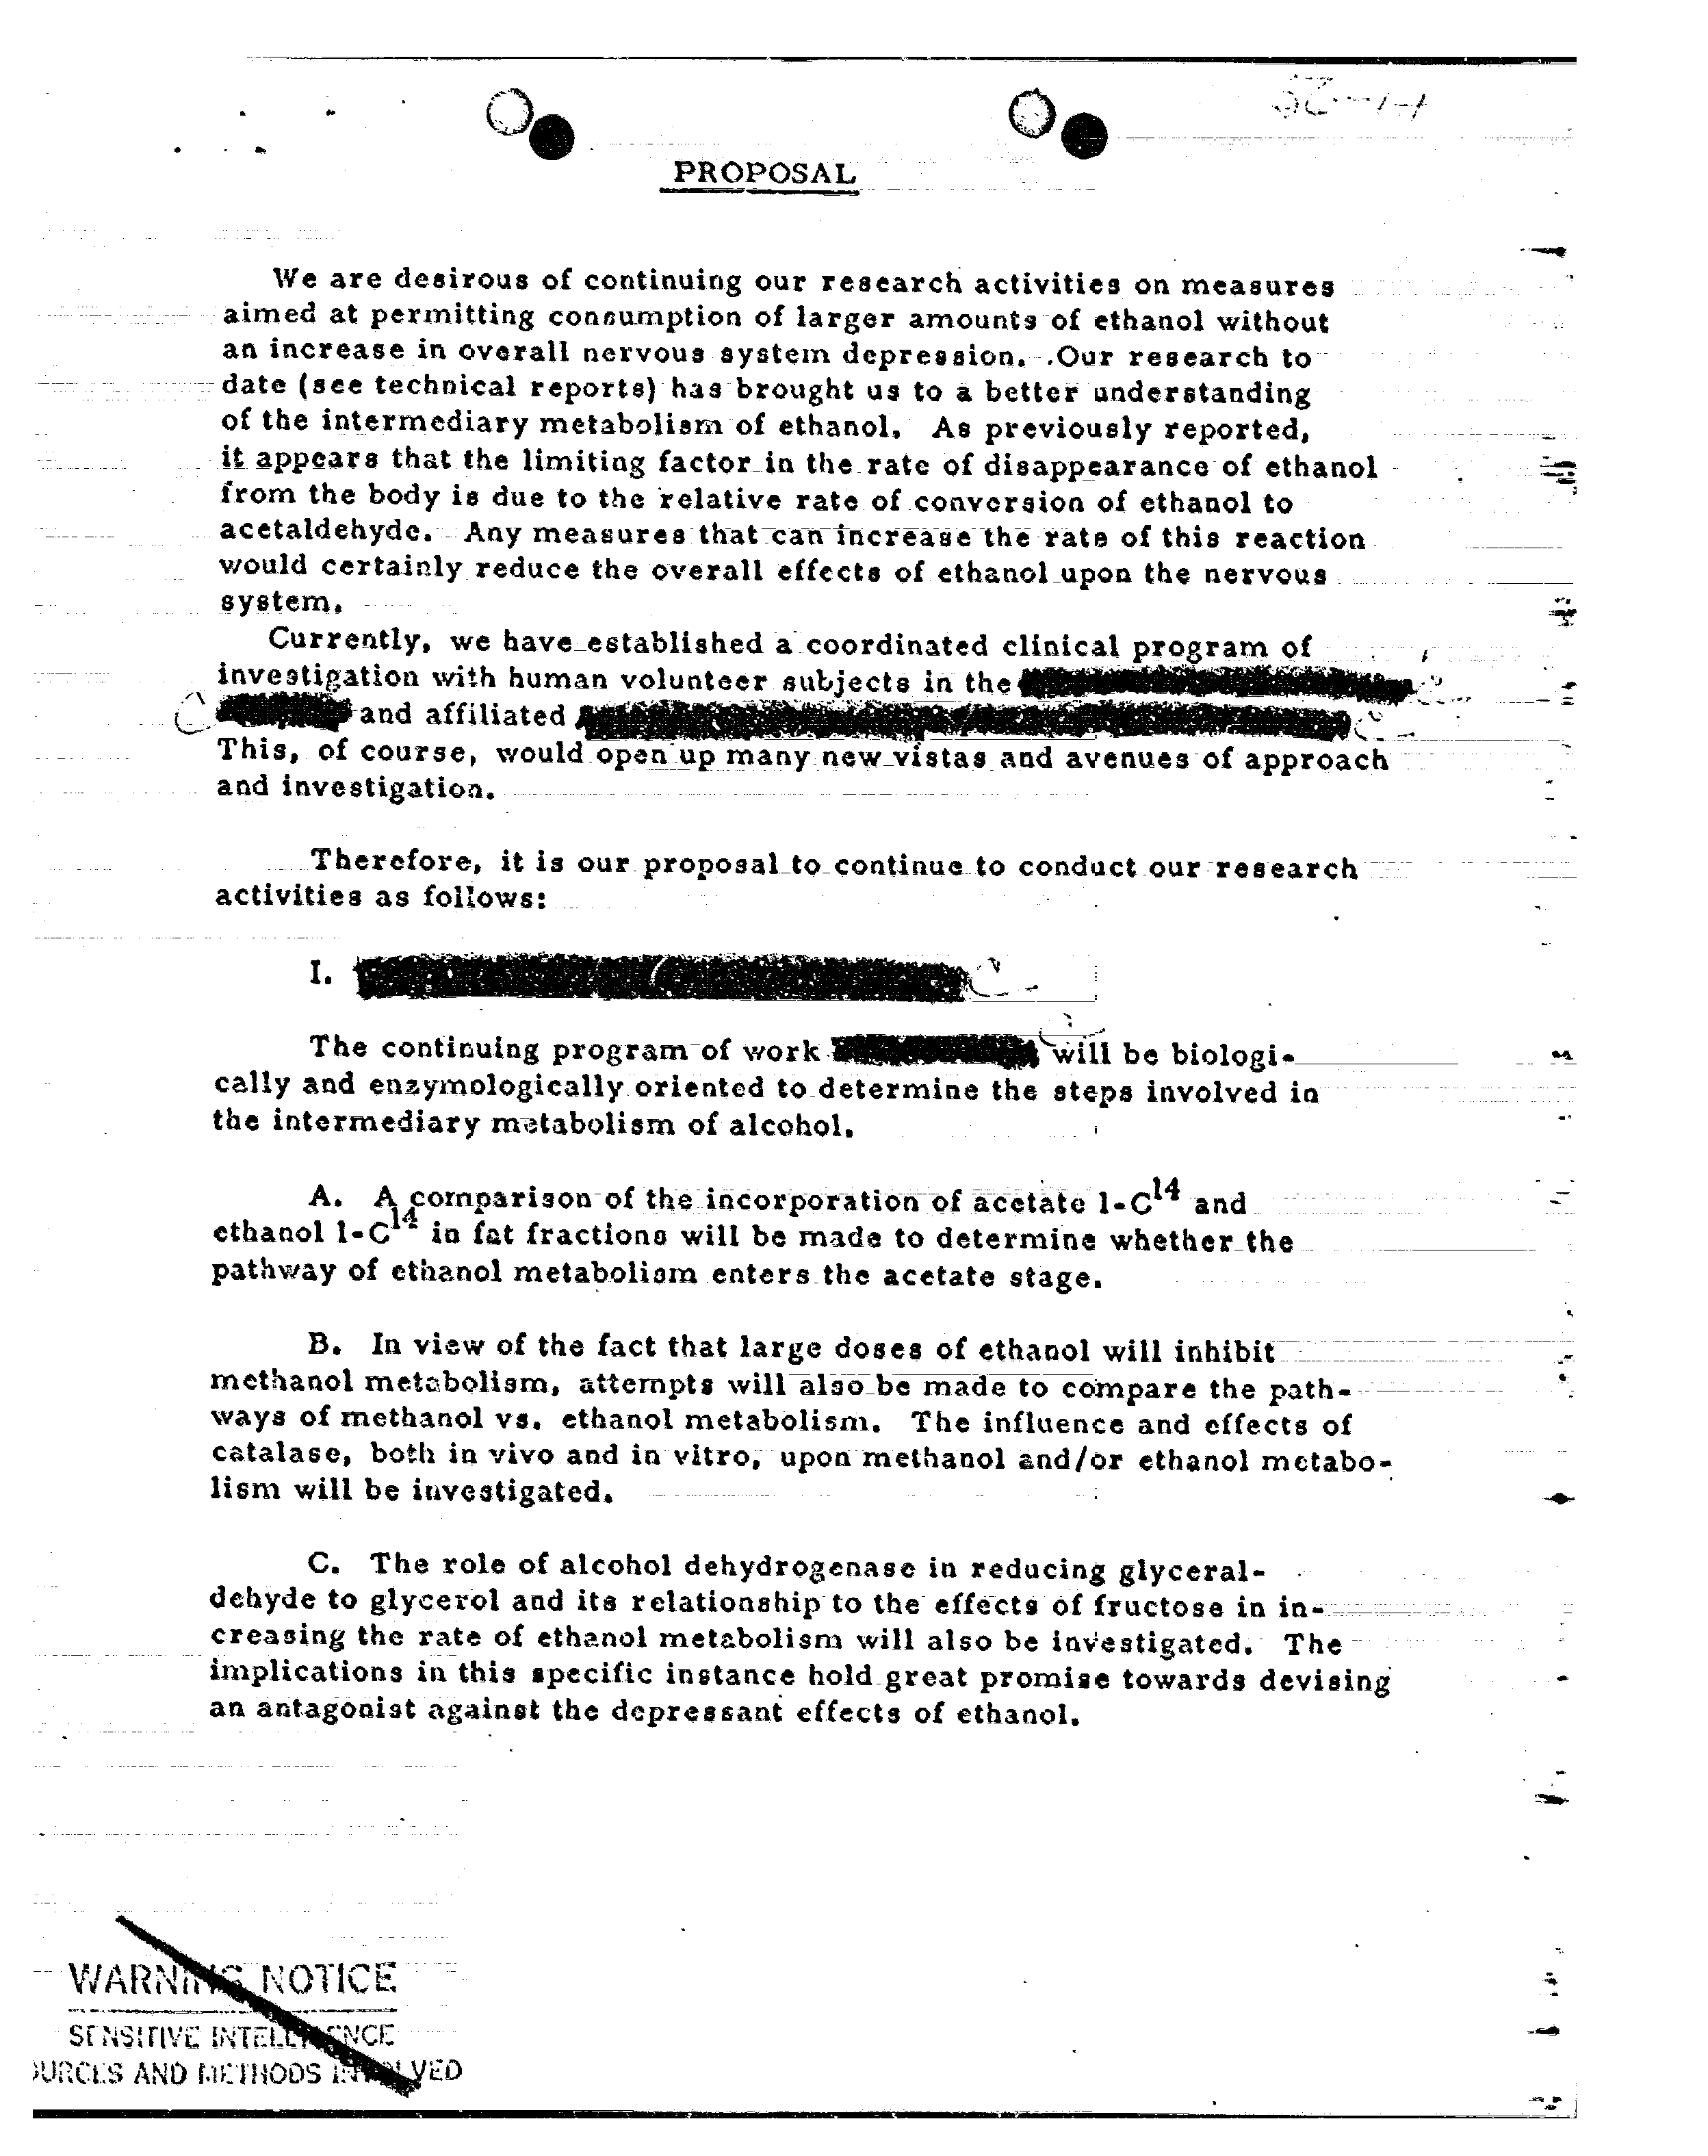 PROPOSAL
We are desirous of continuing our research activities on measures
aimed at permitting consumption of larger amounts of ethanol without
an increase in overall nervous system depression. Our research to
date (see technical reports) has brought us to a better understanding
of the intermediary metabolism of ethanol. As previously reported,
it appears that the limiting factor in the rate of disappearance of ethanol
from the body is due to the relative rate of conversion of ethanol to
acetaldehyde. Any measures that can increase the rate of this reaction
would certainly reduce the overall effects of ethanol upon the nervous
system.
Currently, we have established a coordinated clinical program of
investigation with human volunteer subjects in the
and affiliated
This, of course, would open up many new vistas and avenues of approach
and investigation.
Therefore, it is our proposal to continue to conduct our research
activities as follows:
I.
The continuing program of work will be biologi-
cally and enzymologically oriented to determine the steps involved in
the intermediary metabolism of alcohol.
A. A comparison of the incorporation of acetate 1-C14 and
ethanol 1-C14 in fat fractions will be made to determine whether the
pathway of ethanol metabolism enters the acetate stage.
B. In view of the fact that large doses of ethanol will inhibit
methanol metabolism, attempts will also be made to compare the path-
ways of methanol vs. ethanol metabolism. The influence and effects of
catalase, both in vivo and in vitro, upon methanol and/or ethanol metabo-
lism will be investigated.
C. The role of alcohol dehydrogenase in reducing glyceral-
dehyde to glycerol and its relationship to the effects of fructose in in-
creasing the rate of ethanol metabolism will also be investigated. The
implications in this specific instance hold great promise towards devising
an antagonist against the depressant effects of ethanol.
WARNING NOTICE
SENSITIVE INTELLIGENCE
OURCES AND METHODS INVOLVED